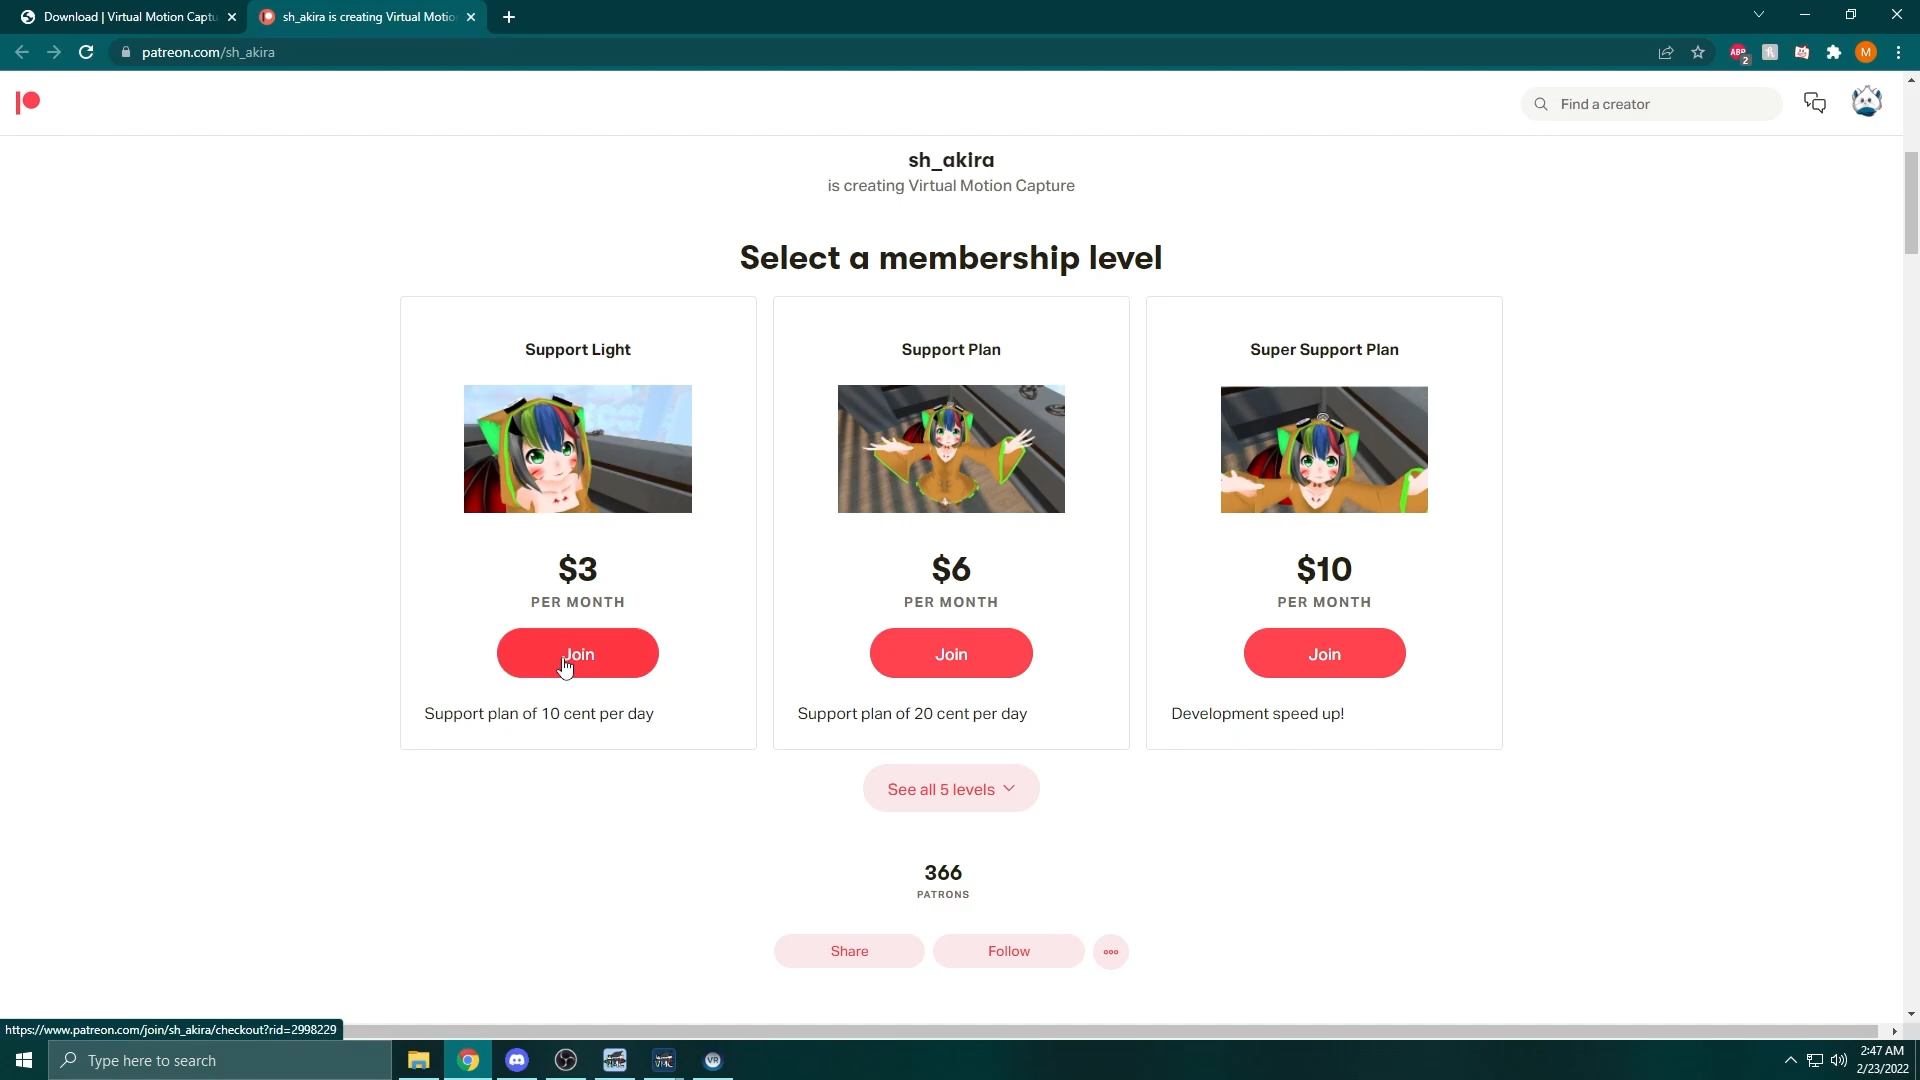 Download | Virtual Motion Captu
sh_akira is creating Virtual Motio
patreon.com/sh_akira
ABP
2
M
Find a creator
sh_akira
is creating Virtual Motion Capture
Select a membership level
Support Light
$3
PER MONTH
Join
Support plan of 10 cent per day
Support Plan
$6
PER MONTH
Join
Support plan of 20 cent per day
Super Support Plan
$10
PER MONTH
Join
Development speed up!
See all 5 levels
366
PATRONS
Share
Follow
https://www.patreon.com/join/sh_akira/checkout?rid=2998229
Type here to search
VMC
VR
2:47 AM
2/23/2022